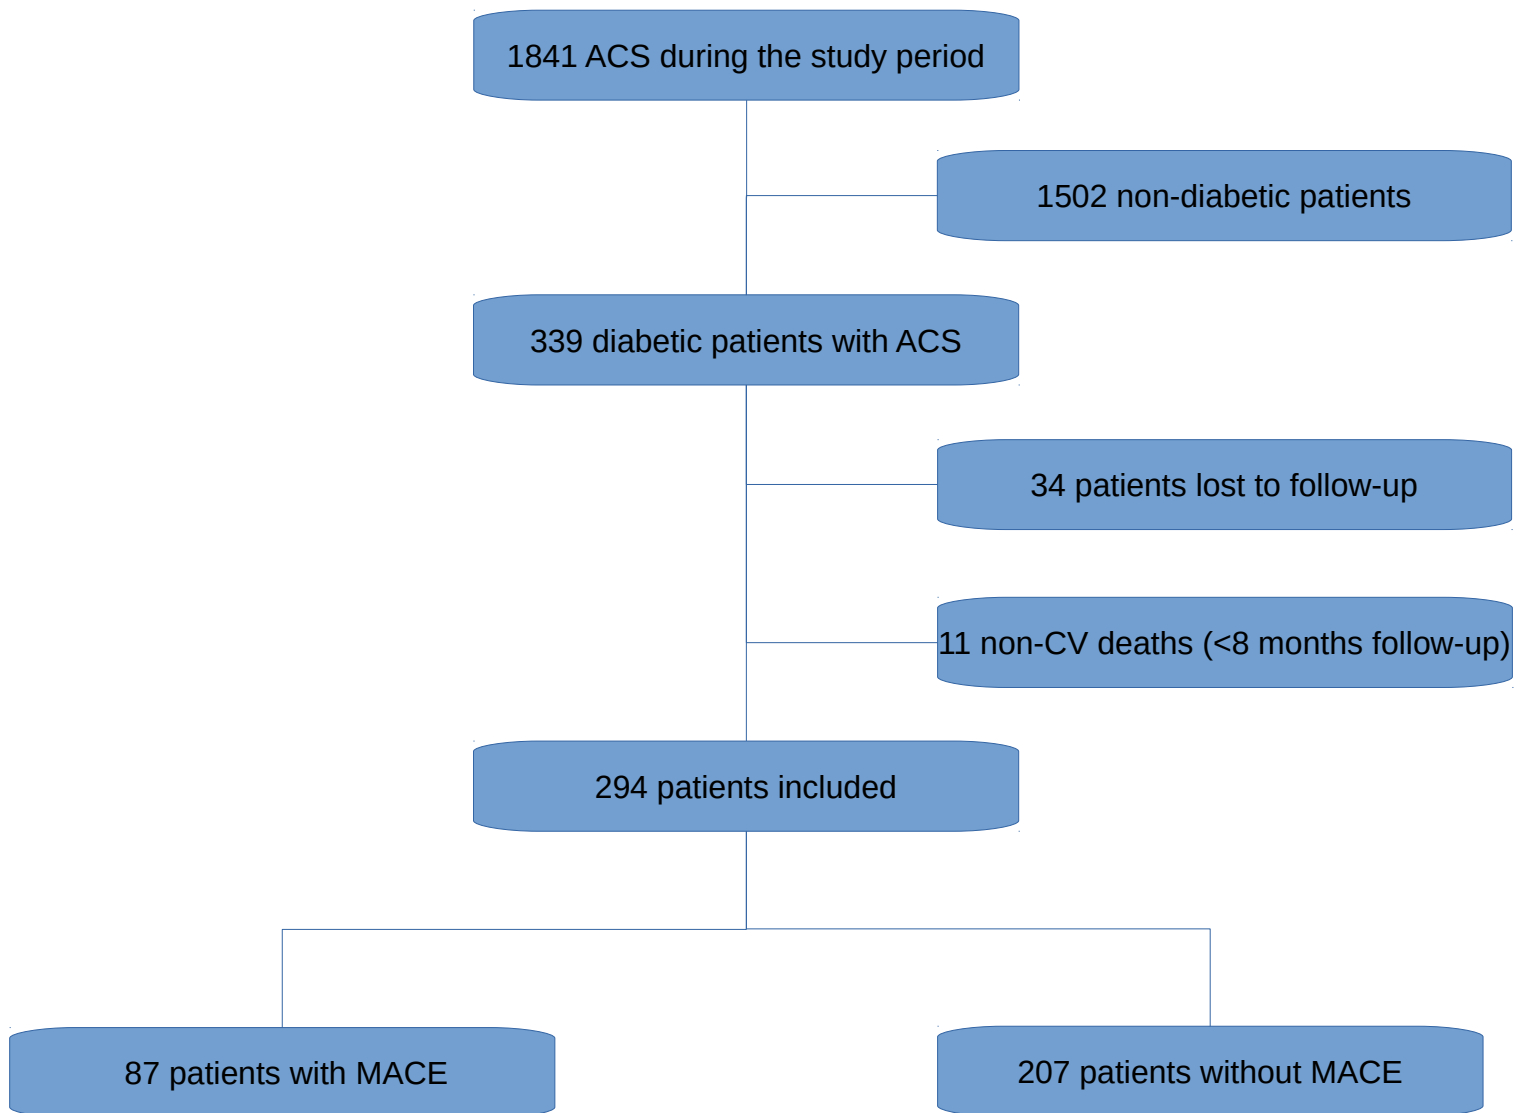 1841 ACS during the study period
1502 non-diabetic patients
339 diabetic patients with ACS
34 patients lost to follow-up
11 non-CV deaths (<8 months follow-up)
294 patients included
87 patients with MACE
207 patients without MACE